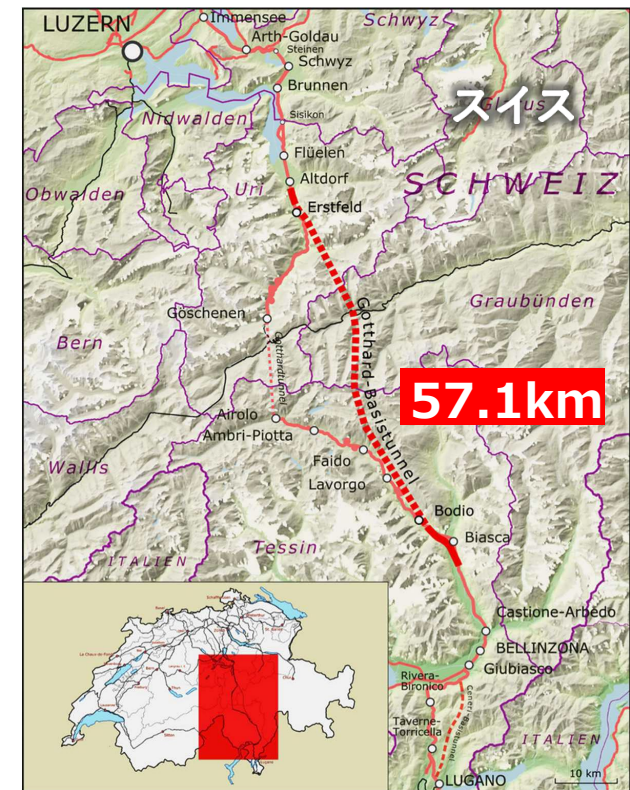 Immensee
LUZERN
Schwyz
Arth-Goldau
Steinen
Schwyz
Brunnen
Glarus
スイス
Nidwalden
Sisikon
Flüelen
Altdorf
Obwalden
Uri
SCHWEIZ
Erstfeld
Göschenen
Graubünden
Gotthard-Basistunnel
Gotthardtunnel
Bern
57.1km
Airolo
Ambri-Piotta
Faido
Wallis
Lavorgo
Bodio
Biasca
Tessin
ITALIEN
Castione-Arbedo
BELLINZONA
Giubiasco
Rivera-
Bironico
Ceneri-Basistunnel
Taverne-
Torricella
ITALIEN
10 km
LUGANO